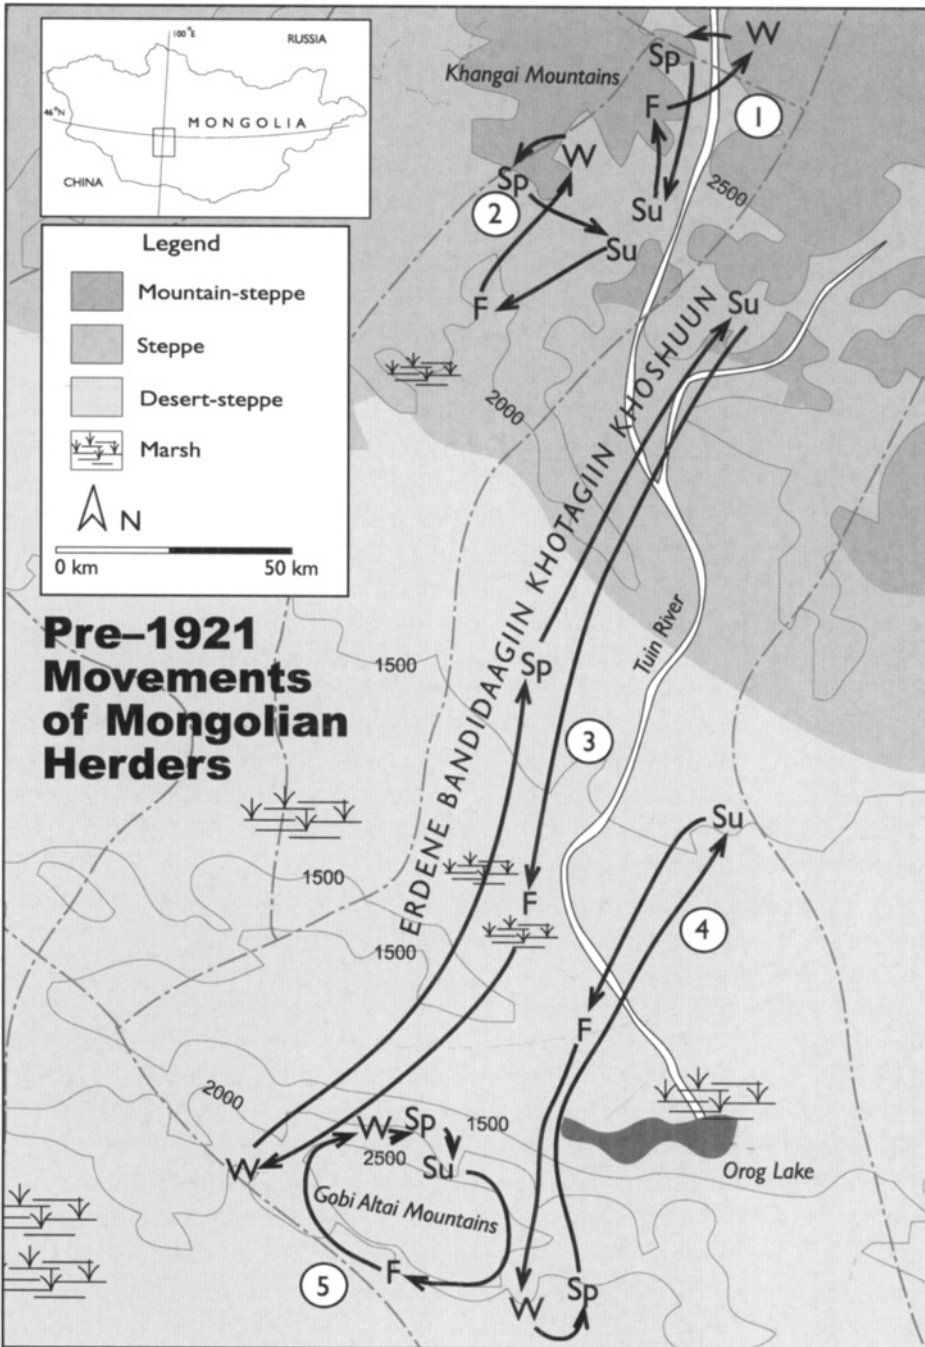 100°E
RUSSIA
46°N
MONGOLIA
CHINA
Legend
Mountain-steppe
Steppe
Desert-steppe
Marsh
N
0 km 50 km
Pre–1921
Movements
of Mongolian
Herders
Khangai Mountains
W
Sp
F
1
Su
2500
W
Sp
2
Su
F
Su
2000
ERDENE BANDIDAAGIIN KHOTAGIIN KHOSHUUN
Tuin River
1500
Sp
3
F
W
1500
1500
Su
4
F
W
Sp
2000
W
Sp
1500
2500
Su
Gobi Altai Mountains
F
5
Orog Lake